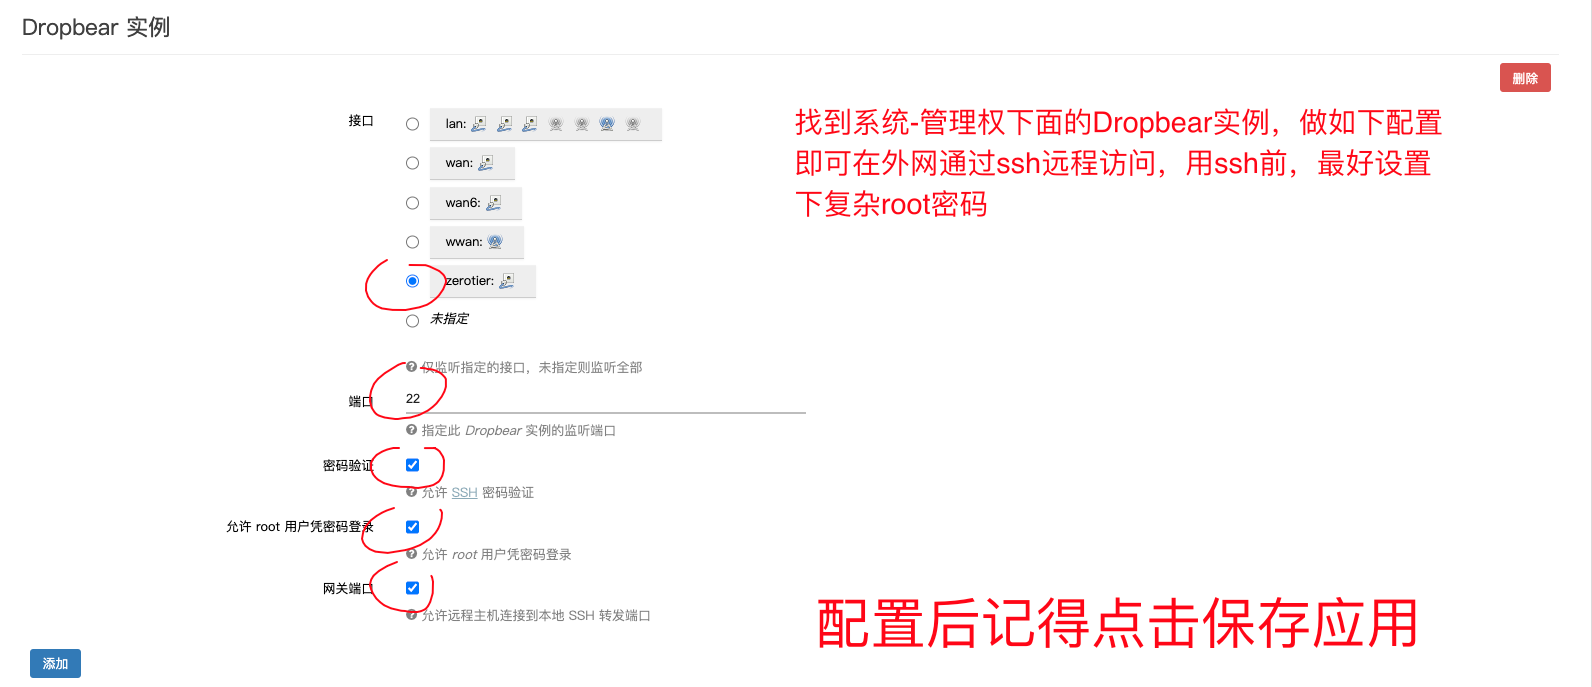 Dropbear 实例
删除
接口
lan:
找到系统-管理权下面的Dropbear实例，做如下配置
即可在外网通过ssh远程访问，用ssh前，最好设置
下复杂root密码
wan:
wan6:
wwan:
zerotier:
未指定
仅监听指定的接口，未指定则监听全部
端口
22
指定此 Dropbear 实例的监听端口
密码验证
允许 SSH 密码验证
允许 root 用户凭密码登录
允许 root 用户凭密码登录
网关端口
允许远程主机连接到本地 SSH 转发端口
配置后记得点击保存应用
添加